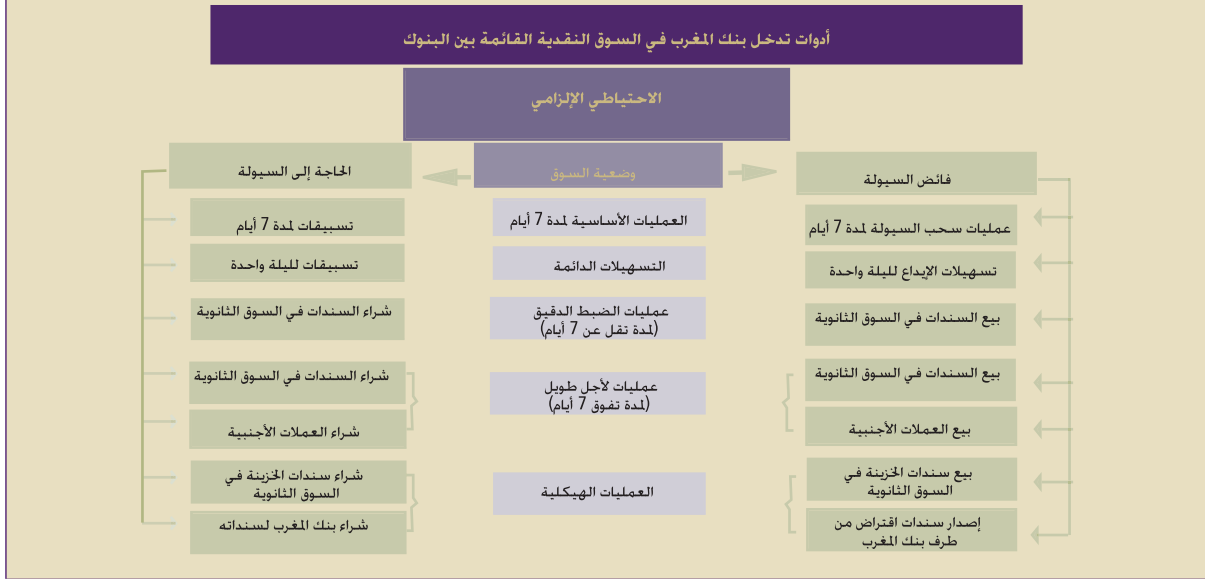 أدوات تدخل بنك المغرب في السوق النقدية القائمة بين البنوك
الاحتياطي الإلزامي
فائض السيولة
وضعية السوق
الحاجة إلى السيولة
عمليات سحب السيولة لمدة 7 أيام
العمليات الأساسية لمدة 7 أيام
تسبيقات لمدة 7 أيام
تسهيلات الإيداع لليلة واحدة
التسهيلات الدائمة
تسبيقات لليلة واحدة
بيع السندات في السوق الثانوية
عمليات الضبط الدقيق
(لمدة تقل عن 7 أيام)
شراء السندات في السوق الثانوية
بيع السندات في السوق الثانوية
بيع العملات الأجنبية
عمليات لأجل طويل
(لمدة تفوق 7 أيام)
شراء السندات في السوق الثانوية
شراء العملات الأجنبية
بيع سندات الخزينة في
السوق الثانوية
إصدار سندات اقتراض من
طرف بنك المغرب
العمليات الهيكلية
شراء سندات الخزينة في
السوق الثانوية
شراء بنك المغرب لسنداته